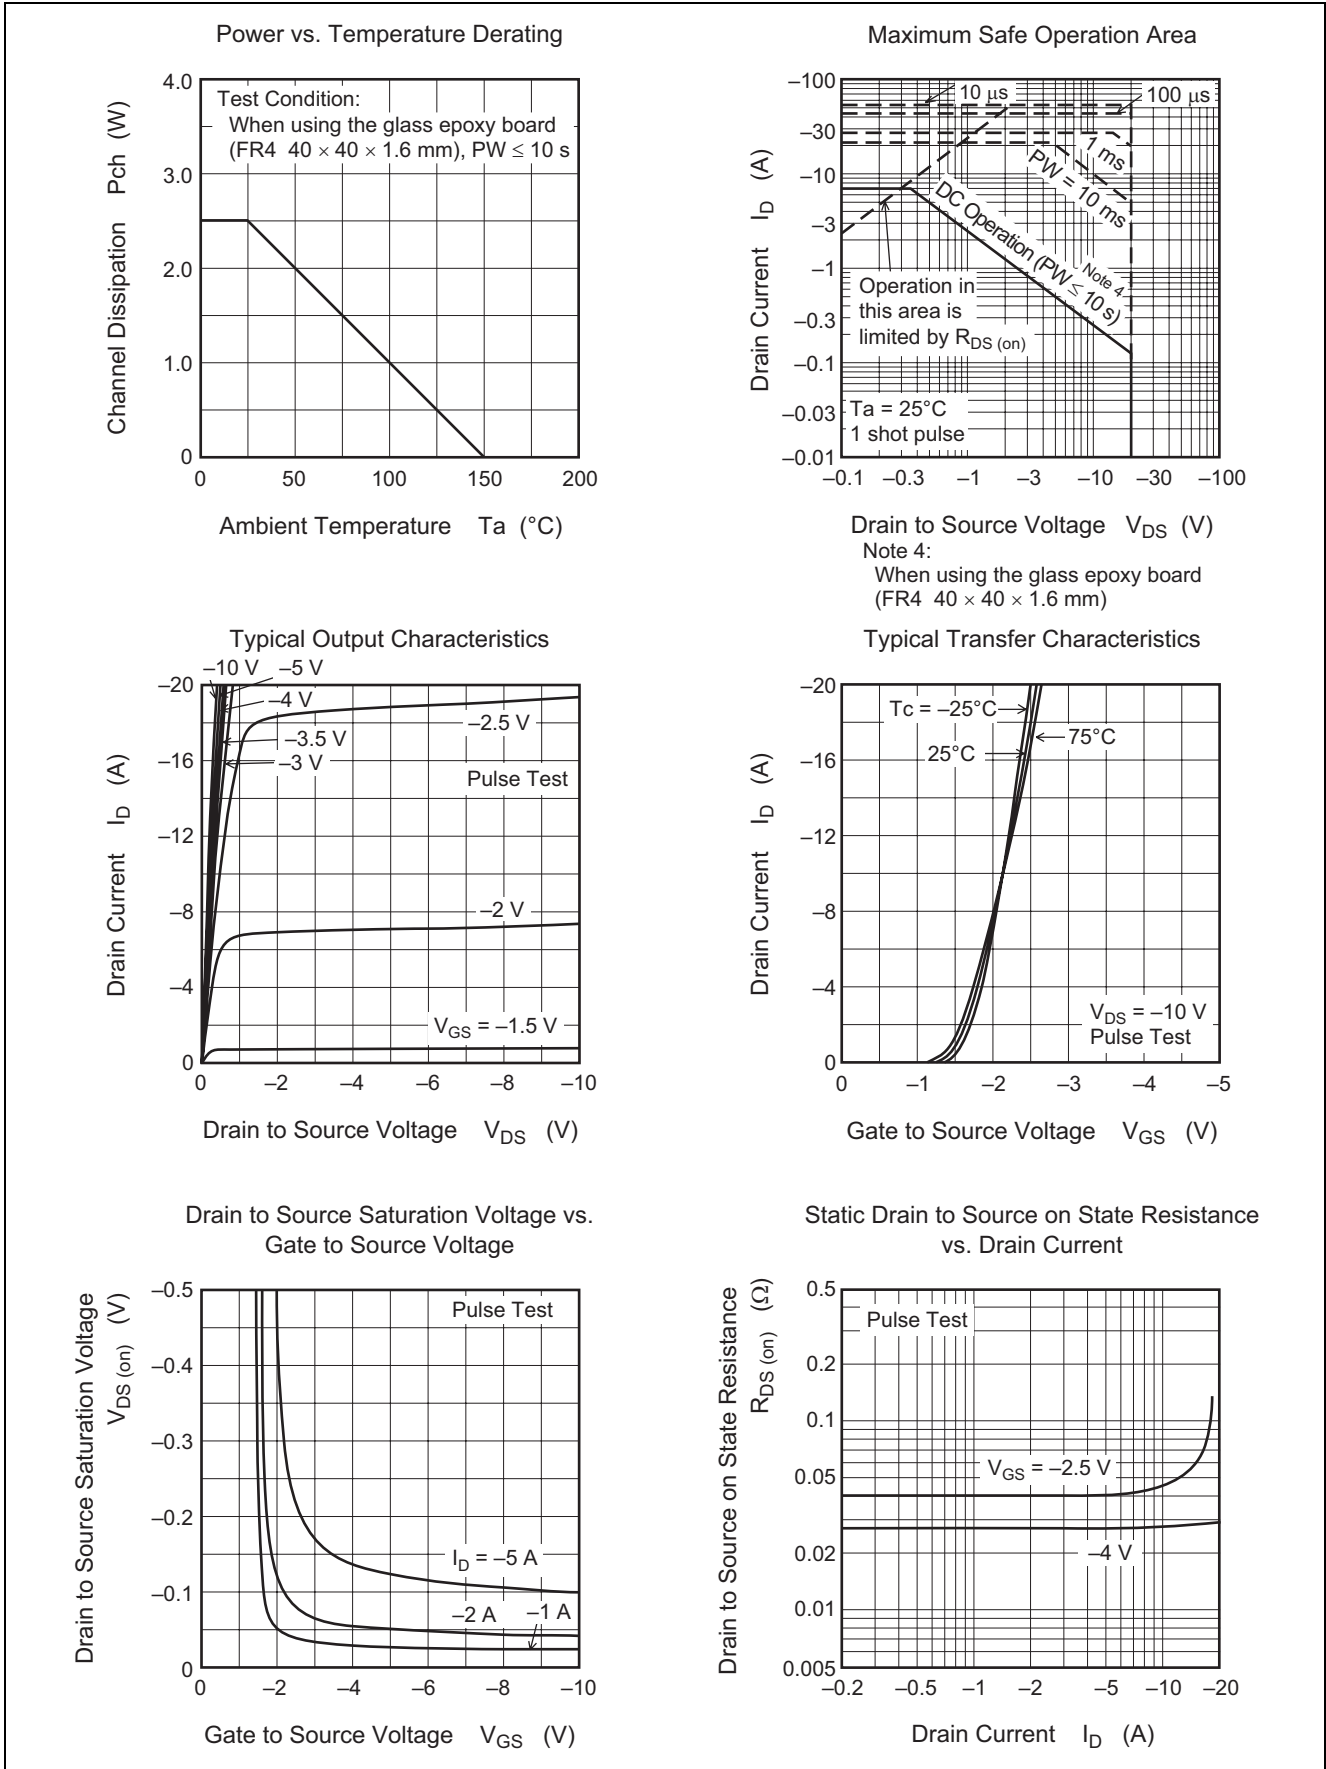 Power vs. Temperature Derating
Channel Dissipation Pch (W)
4.0
3.0
2.0
1.0
0
Test Condition:
When using the glass epoxy board
(FR4 40 × 40 × 1.6 mm), PW ≤ 10 s
0 50 100 150 200
Ambient Temperature Ta (°C)
Maximum Safe Operation Area
Drain Current I_D (A)
–100
–30
–10
–3
–1
–0.3
–0.1
–0.03
–0.01
10 μs
100 μs
1 ms
PW = 10 ms
DC Operation (PW ≤ 10 s)
Note 4
Operation in
this area is
limited by R_DS (on)
Ta = 25°C
1 shot pulse
–0.1 –0.3 –1 –3 –10 –30 –100
Drain to Source Voltage V_DS (V)
Note 4:
When using the glass epoxy board
(FR4 40 × 40 × 1.6 mm)
Typical Output Characteristics
Drain Current I_D (A)
–20
–16
–12
–8
–4
0
–10 V –5 V
–4 V
–3.5 V
–3 V
–2.5 V
Pulse Test
–2 V
V_GS = –1.5 V
0 –2 –4 –6 –8 –10
Drain to Source Voltage V_DS (V)
Typical Transfer Characteristics
Drain Current I_D (A)
–20
–16
–12
–8
–4
0
Tc = –25°C
75°C
25°C
V_DS = –10 V
Pulse Test
0 –1 –2 –3 –4 –5
Gate to Source Voltage V_GS (V)
Drain to Source Saturation Voltage vs.
Gate to Source Voltage
Drain to Source Saturation Voltage
V_DS (on) (V)
–0.5
–0.4
–0.3
–0.2
–0.1
0
Pulse Test
I_D = –5 A
–2 A –1 A
0 –2 –4 –6 –8 –10
Gate to Source Voltage V_GS (V)
Static Drain to Source on State Resistance
vs. Drain Current
Drain to Source on State Resistance
R_DS (on) (Ω)
0.5
0.2
0.1
0.05
0.02
0.01
0.005
Pulse Test
V_GS = –2.5 V
–4 V
–0.2 –0.5 –1 –2 –5 –10 –20
Drain Current I_D (A)